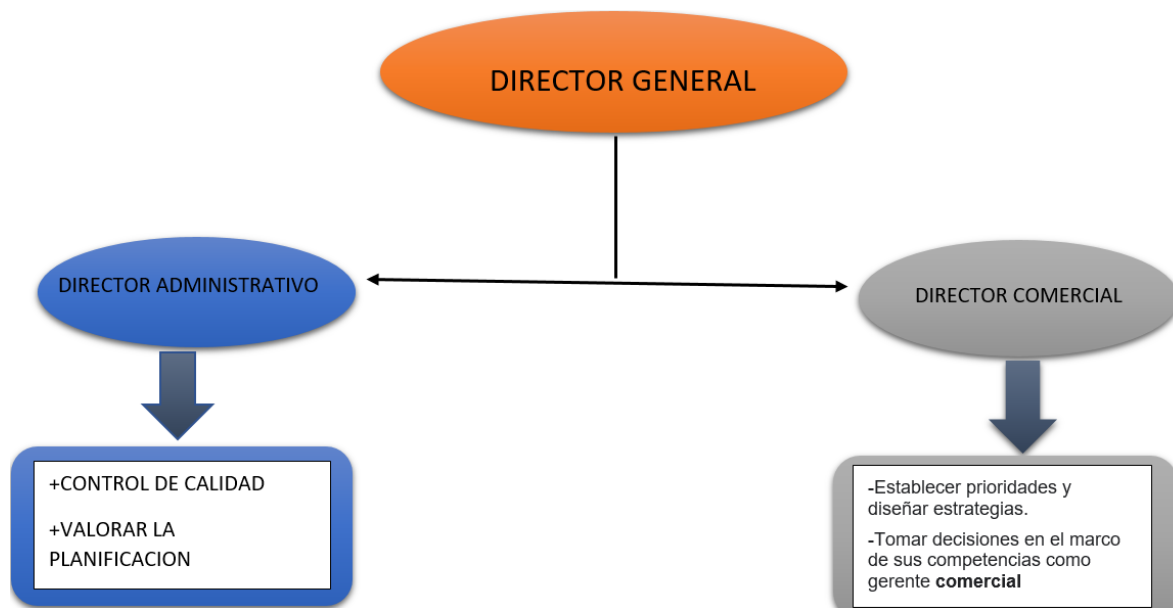 DIRECTOR GENERAL
DIRECTOR ADMINISTRATIVO
DIRECTOR COMERCIAL
+CONTROL DE CALIDAD
+VALORAR LA
PLANIFICACION
-Establecer prioridades y
diseñar estrategias.
-Tomar decisiones en el marco
de sus competencias como
gerente comercial